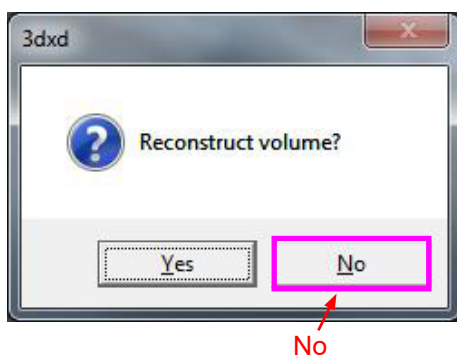 3dxd
Reconstruct volume?
Yes
No
No